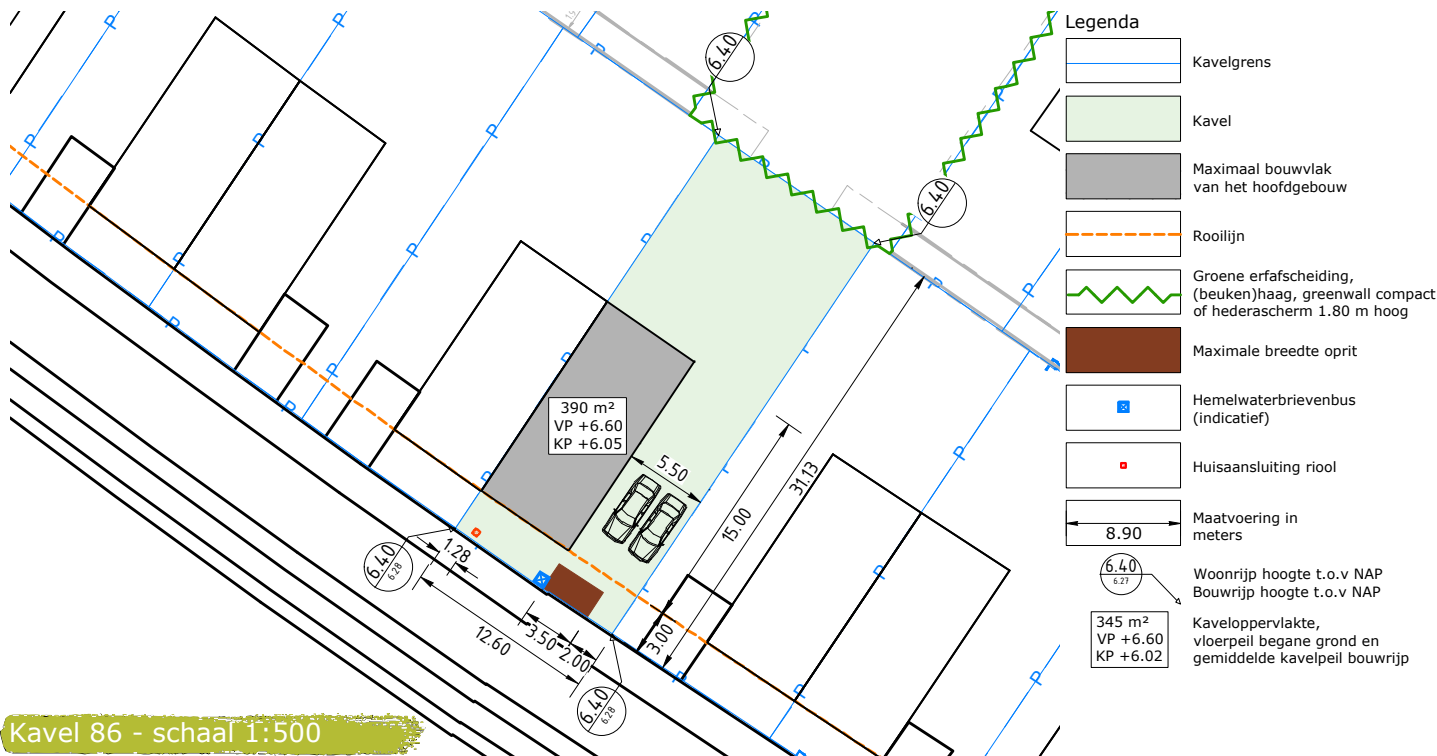 6.40
6.40
390 m²
VP +6.60
KP +6.05
5.50
31.13
15.00
6.40
6.28
1.28
12.60
3.50
2.00
3.00
6.40
6.28
Kavel 86 - schaal 1:500
Legenda
Kavelgrens
Kavel
Maximaal bouwvlak
van het hoofdgebouw
Rooilijn
Groene erfafscheiding,
(beuken)haag, greenwall compact
of hederascherm 1.80 m hoog
Maximale breedte oprit
Hemelwaterbrievenbus
(indicatief)
Huisaansluiting riool
8.90
Maatvoering in
meters
6.40
6.27
Woonrijp hoogte t.o.v NAP
Bouwrijp hoogte t.o.v NAP
345 m²
VP +6.60
KP +6.02
Kaveloppervlakte,
vloerpeil begane grond en
gemiddelde kavelpeil bouwrijp